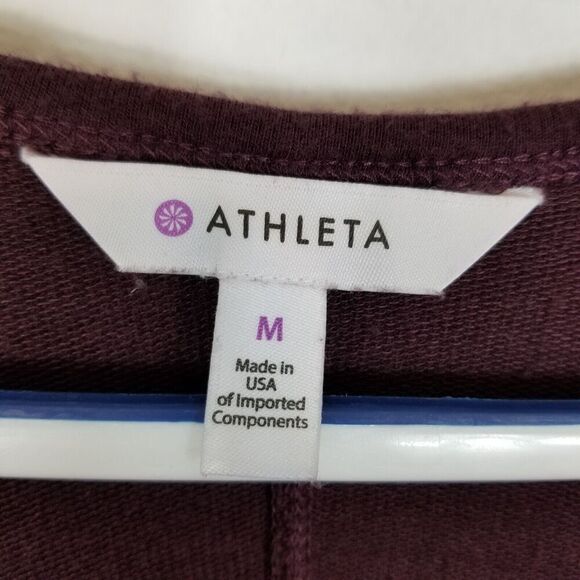 ATHLETA
M
Made in
USA
of Imported
Components